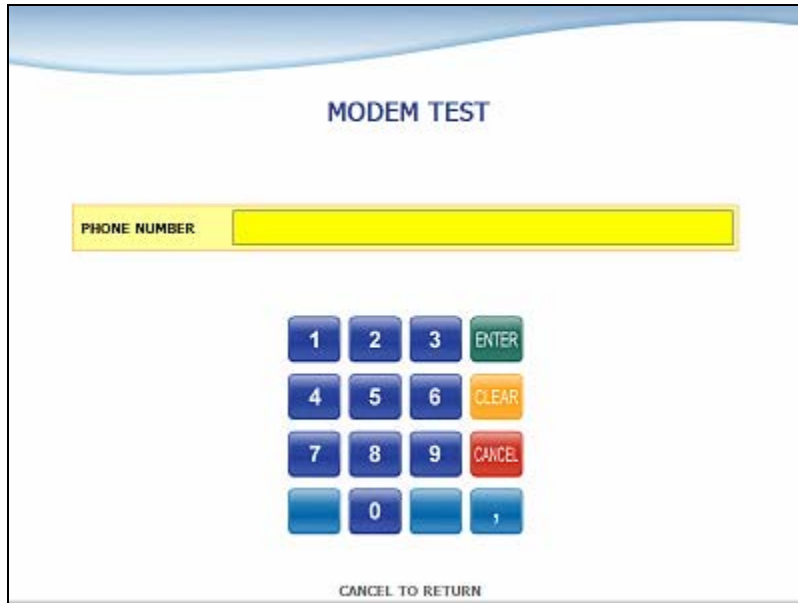 MODEM TEST
PHONE NUMBER
1 2 3 ENTER
4 5 6 CLEAR
7 8 9 CANCEL
0 ,
CANCEL TO RETURN